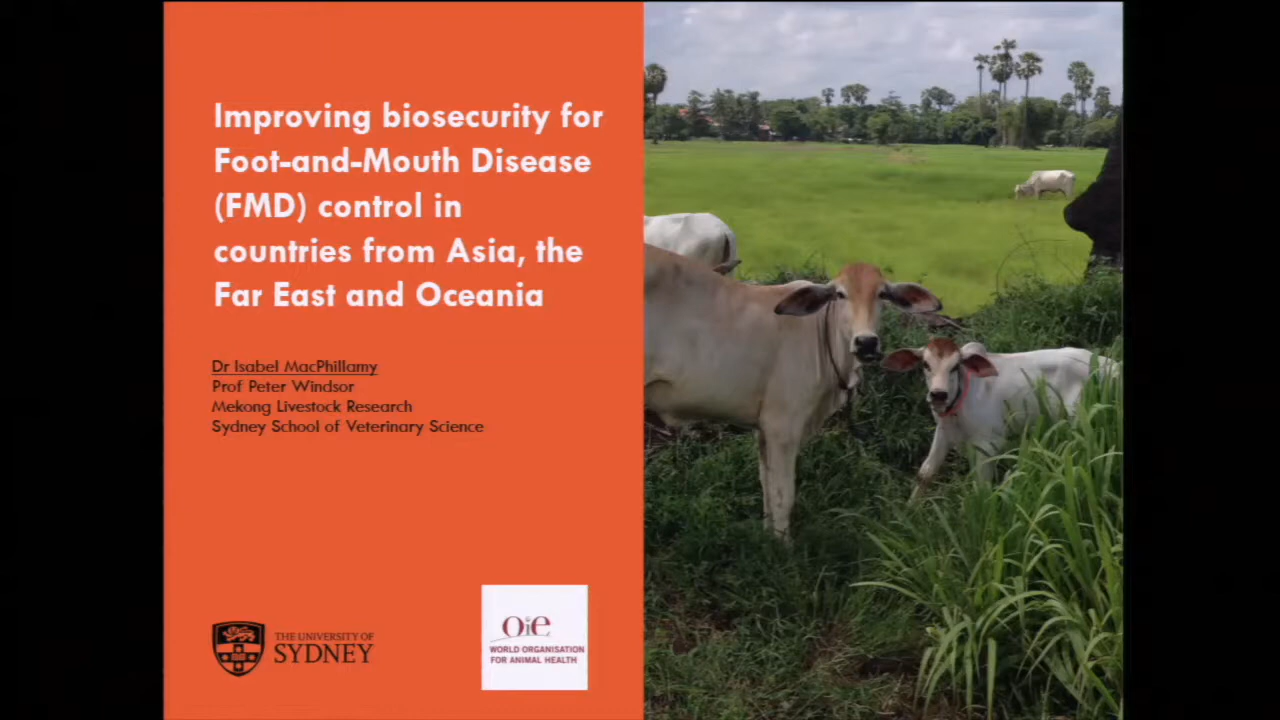 Improving biosecurity for
Foot-and-Mouth Disease
(FMD) control in
countries from Asia, the
Far East and Oceania
Dr Isabel MacPhillamy
Prof Peter Windsor
Mekong Livestock Research
Sydney School of Veterinary Science
THE UNIVERSITY OF
SYDNEY
OiE
WORLD ORGANISATION
FOR ANIMAL HEALTH